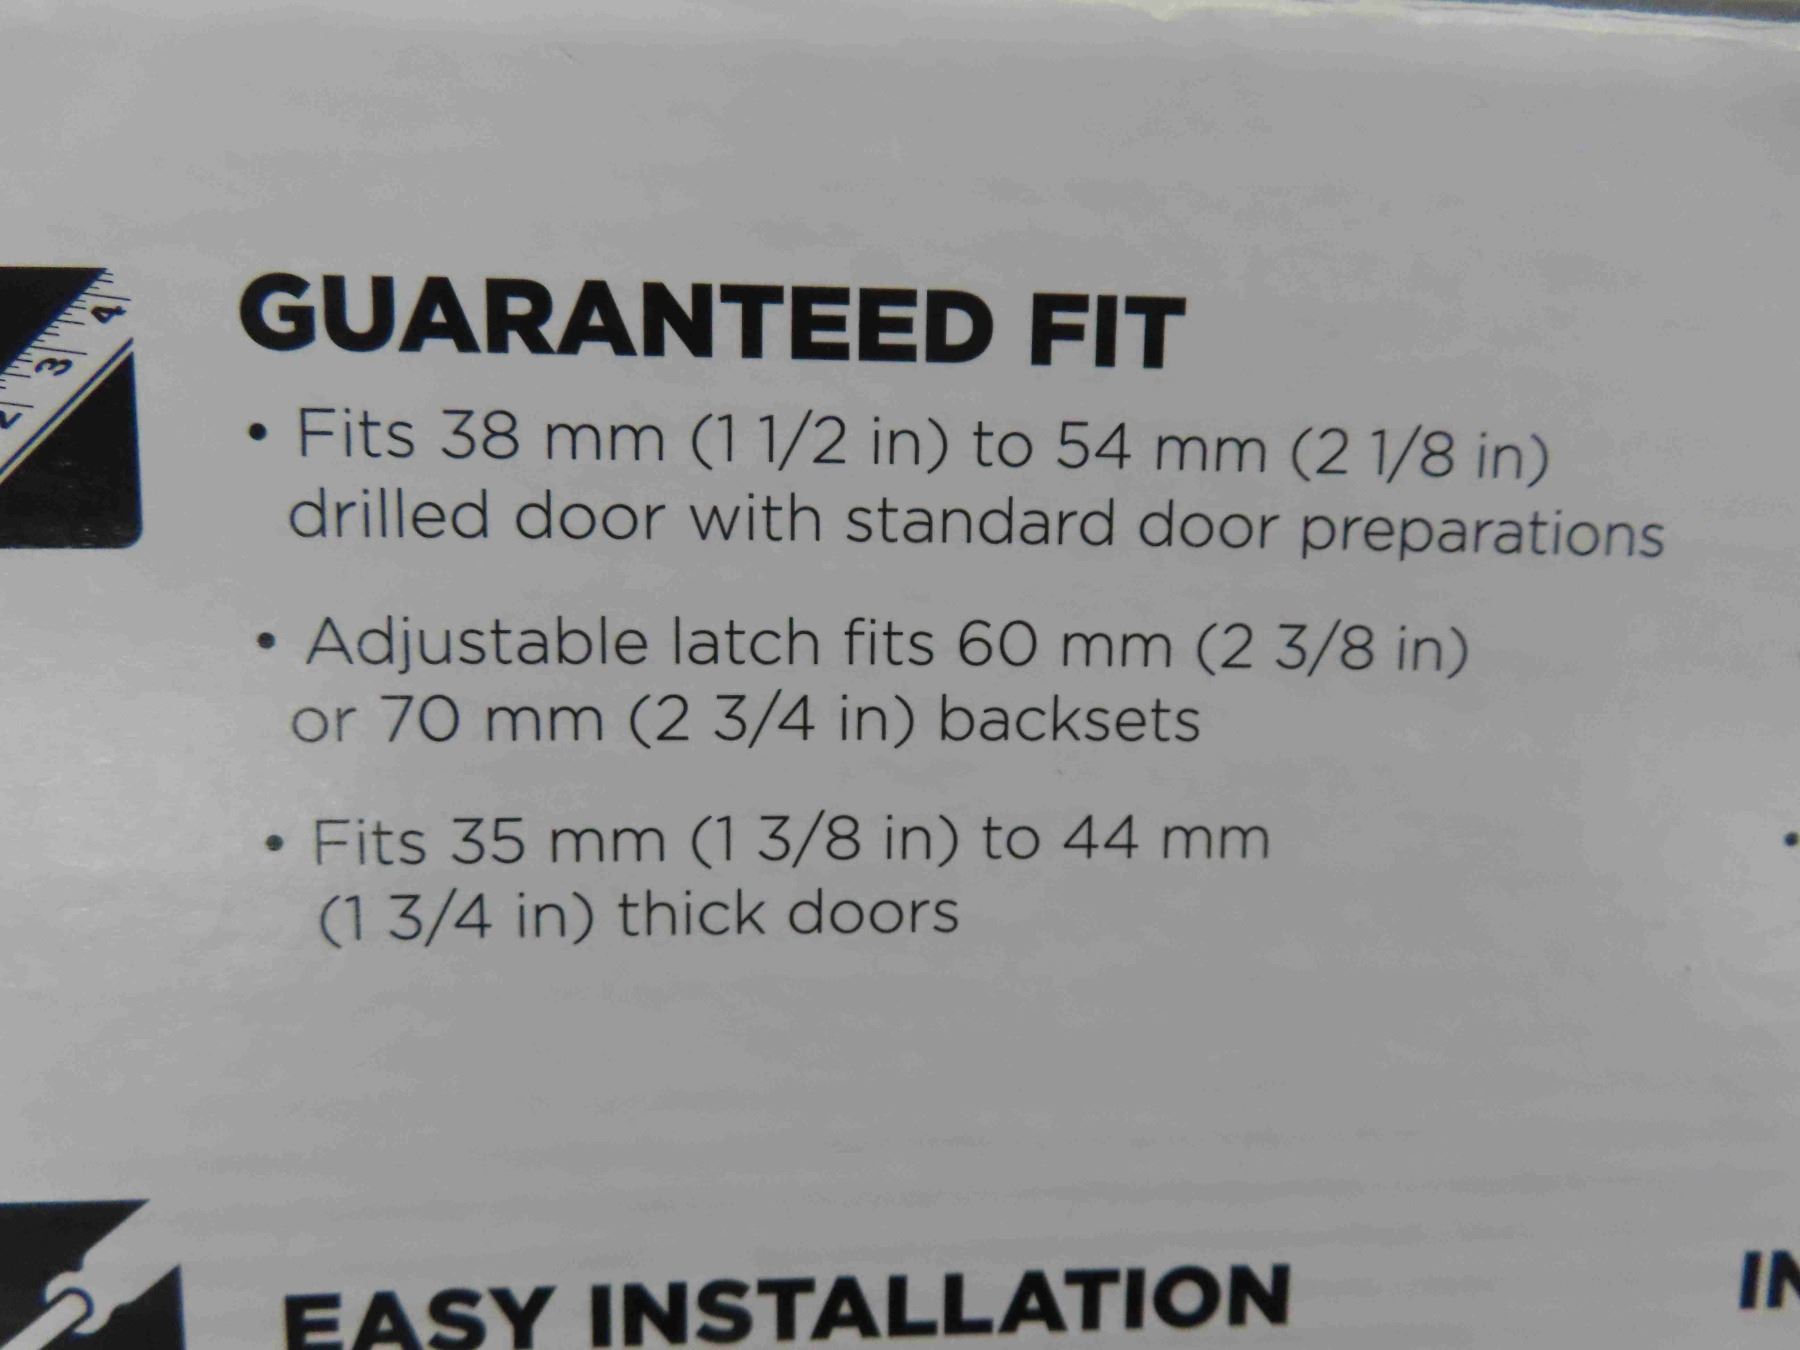 4
3
2
GUARANTEED FIT
• Fits 38 mm (1 1/2 in) to 54 mm (2 1/8 in)
drilled door with standard door preparations
• Adjustable latch fits 60 mm (2 3/8 in)
or 70 mm (2 3/4 in) backsets
• Fits 35 mm (1 3/8 in) to 44 mm
(1 3/4 in) thick doors
EASY INSTALLATION